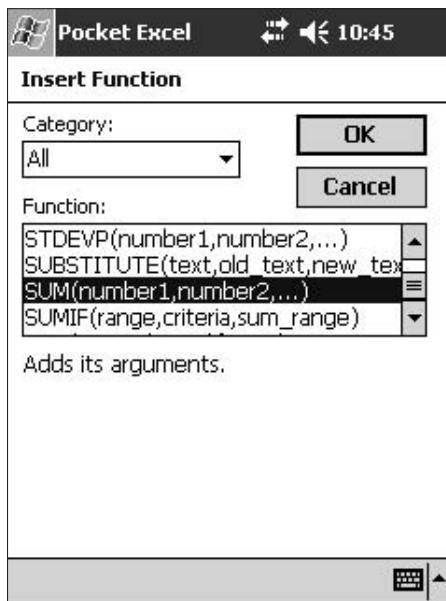 Pocket Excel 10:45
Insert Function
Category:
All
OK
Cancel
Function:
STDEVP(number1,number2,...)
SUBSTITUTE(text,old_text,new_tex
SUM(number1,number2,...)
SUMIF(range,criteria,sum_range)
Adds its arguments.